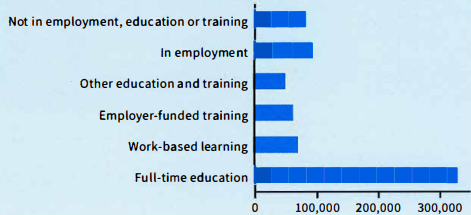 Not in employment, education or training
In employment
Other education and training
Employer-funded training
Work-based learning
Full-time education
0 100,000 200,000 300,000